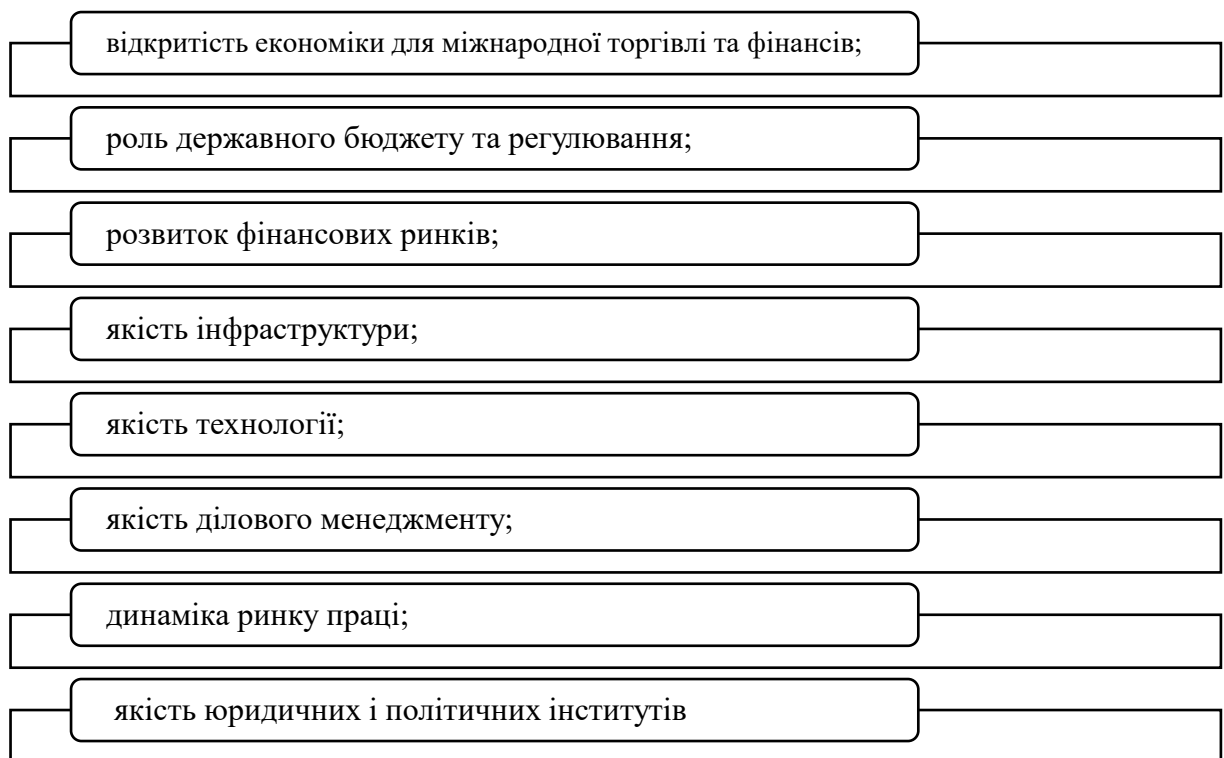 відкритість економіки для міжнародної торгівлі та фінансів;
роль державного бюджету та регулювання;
розвиток фінансових ринків;
якість інфраструктури;
якість технології;
якість ділового менеджменту;
динаміка ринку праці;
якість юридичних і політичних інститутів